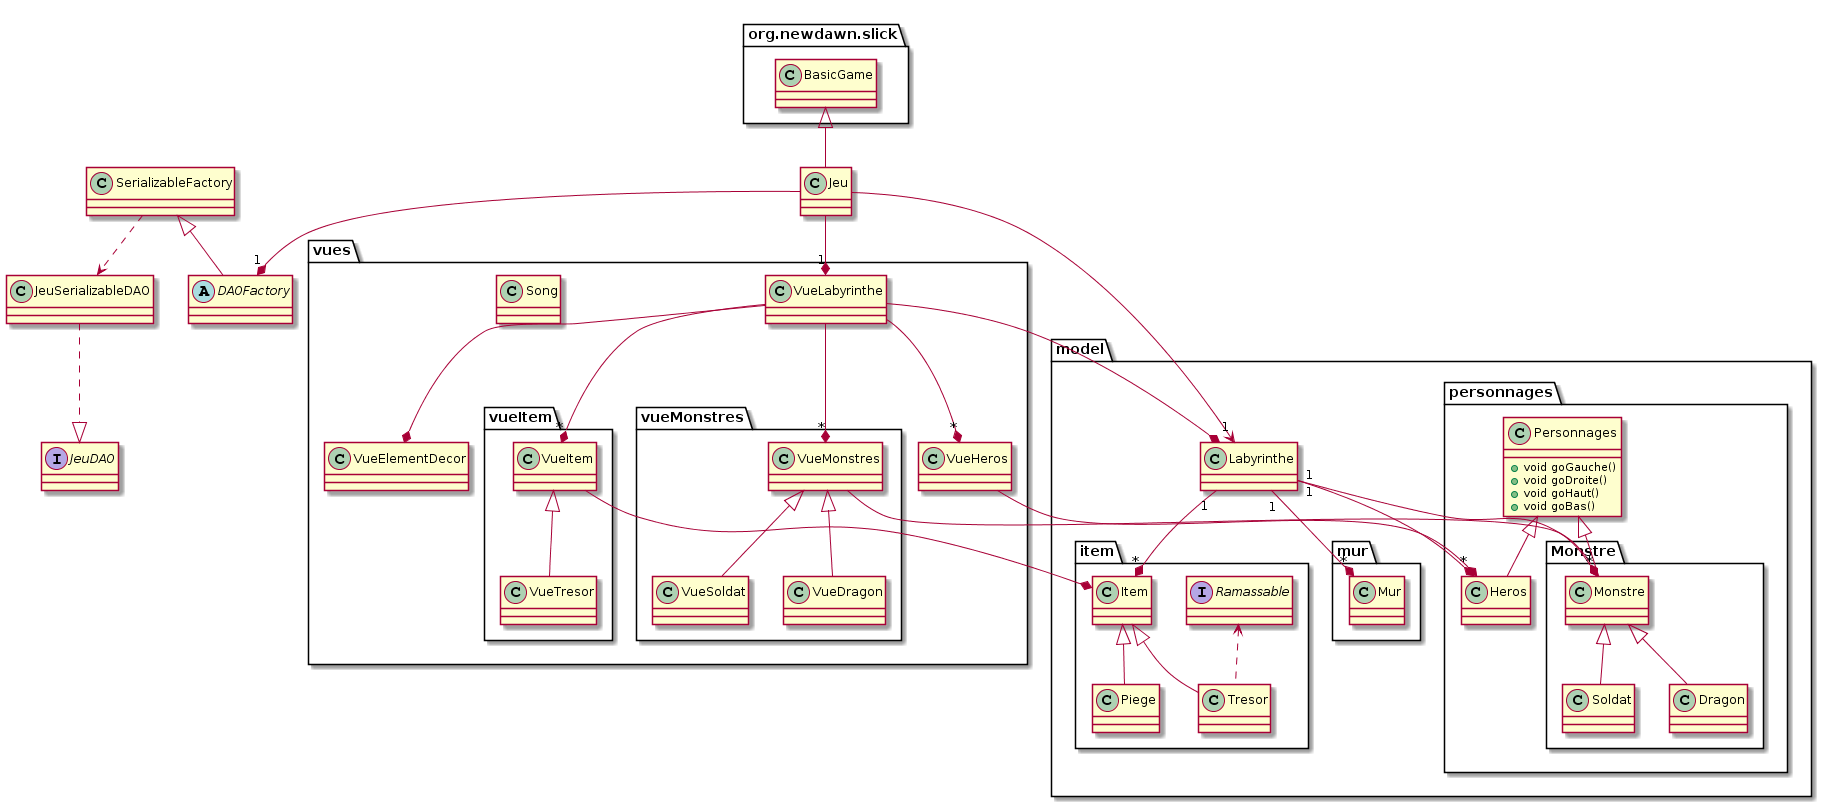 org.newdawn.slick
C BasicGame
C SerializableFactory
C Jeu
1
1
vues
C JeuSerializableDAO
A DAOFactory
C Song
C VueLabyrinthe
model
personnages
C Personnages
void goGauche()
void goDroite()
void goHaut()
void goBas()
vueItem
vueMonstres
*
*
*
1
I JeuDAO
C VueElementDecor
C VueItem
C VueMonstres
C VueHeros
C Labyrinthe
1
1
1
1
item
mur
Monstre
*
*
*
*
C VueTresor
C VueSoldat
C VueDragon
C Item
I Ramassable
C Mur
C Heros
C Monstre
C Piege
C Tresor
C Soldat
C Dragon